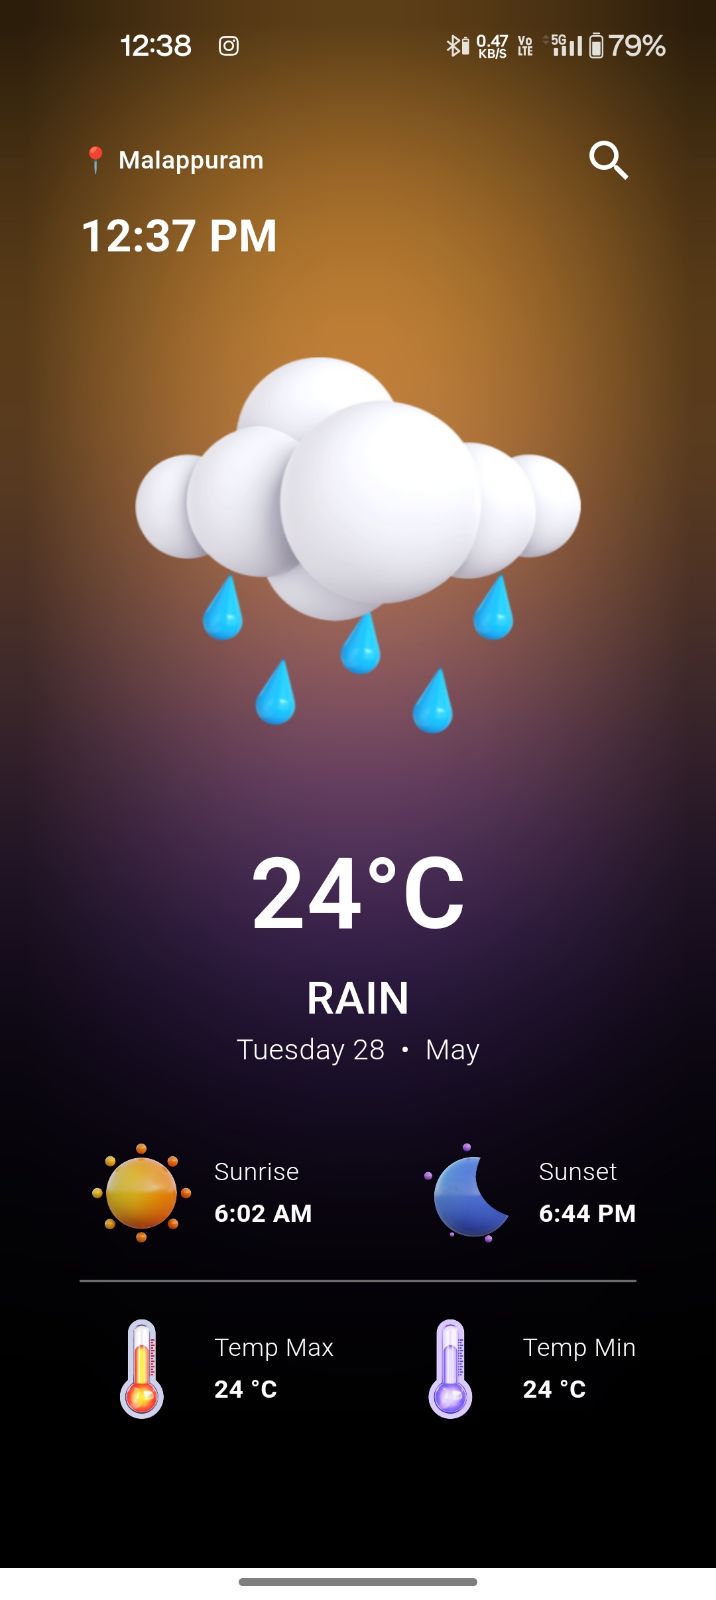 12:38 0.47 KB/S Vo LTE 5G 79%
Malappuram
12:37 PM
24°C
RAIN
Tuesday 28 • May
Sunrise Sunset
6:02 AM 6:44 PM
Temp Max Temp Min
24 °C 24 °C